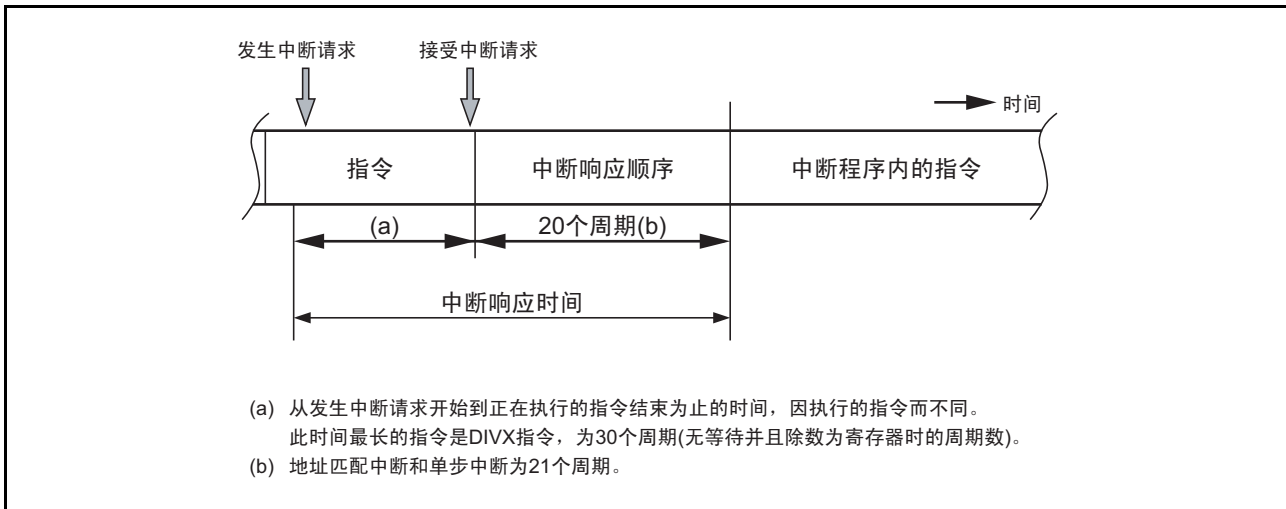 发生中断请求
接受中断请求
时间
指令
中断响应顺序
中断程序内的指令
(a)
20个周期(b)
中断响应时间
(a) 从发生中断请求开始到正在执行的指令结束为止的时间，因执行的指令而不同。
此时间最长的指令是DIVX指令，为30个周期(无等待并且除数为寄存器时的周期数)。
(b) 地址匹配中断和单步中断为21个周期。